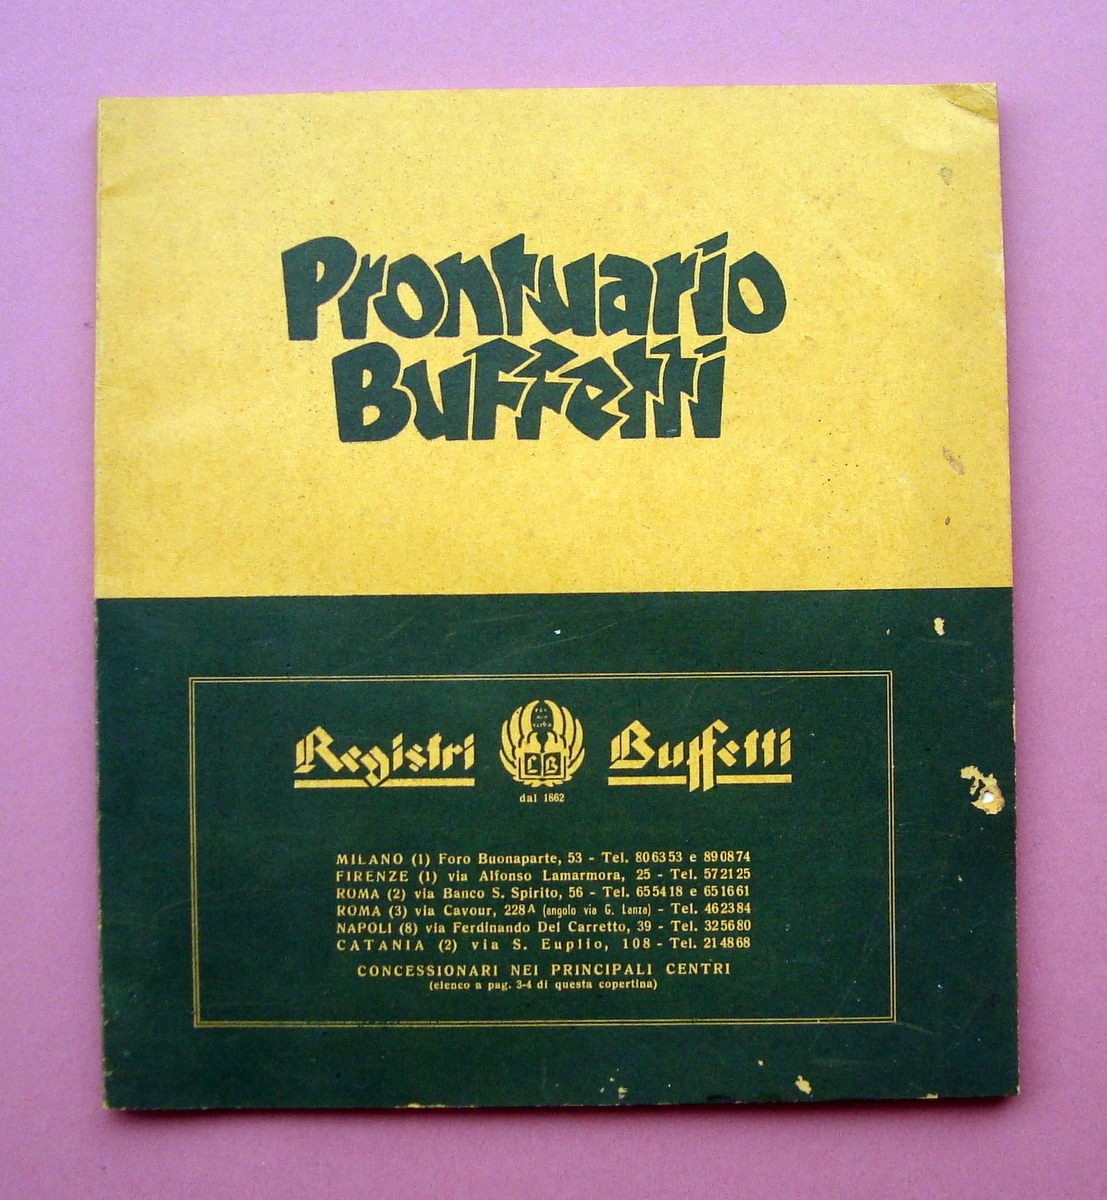 Prontuario
Buffetti
Registri
res
non
verba
L B
Buffetti
dal 1862
MILANO (1) Foro Buonaparte, 53 - Tel. 806353 e 890874
FIRENZE (1) via Alfonso Lamarmora, 25 - Tel. 572125
ROMA (2) via Banco S. Spirito, 56 - Tel. 655418 e 651661
ROMA (3) via Cavour, 228A (angolo via G. Lanza) - Tel. 462384
NAPOLI (8) via Ferdinando Del Carretto, 39 - Tel. 325680
CATANIA (2) via S. Euplio, 108 - Tel. 214868
CONCESSIONARI NEI PRINCIPALI CENTRI
(elenco a pag. 3-4 di questa copertina)